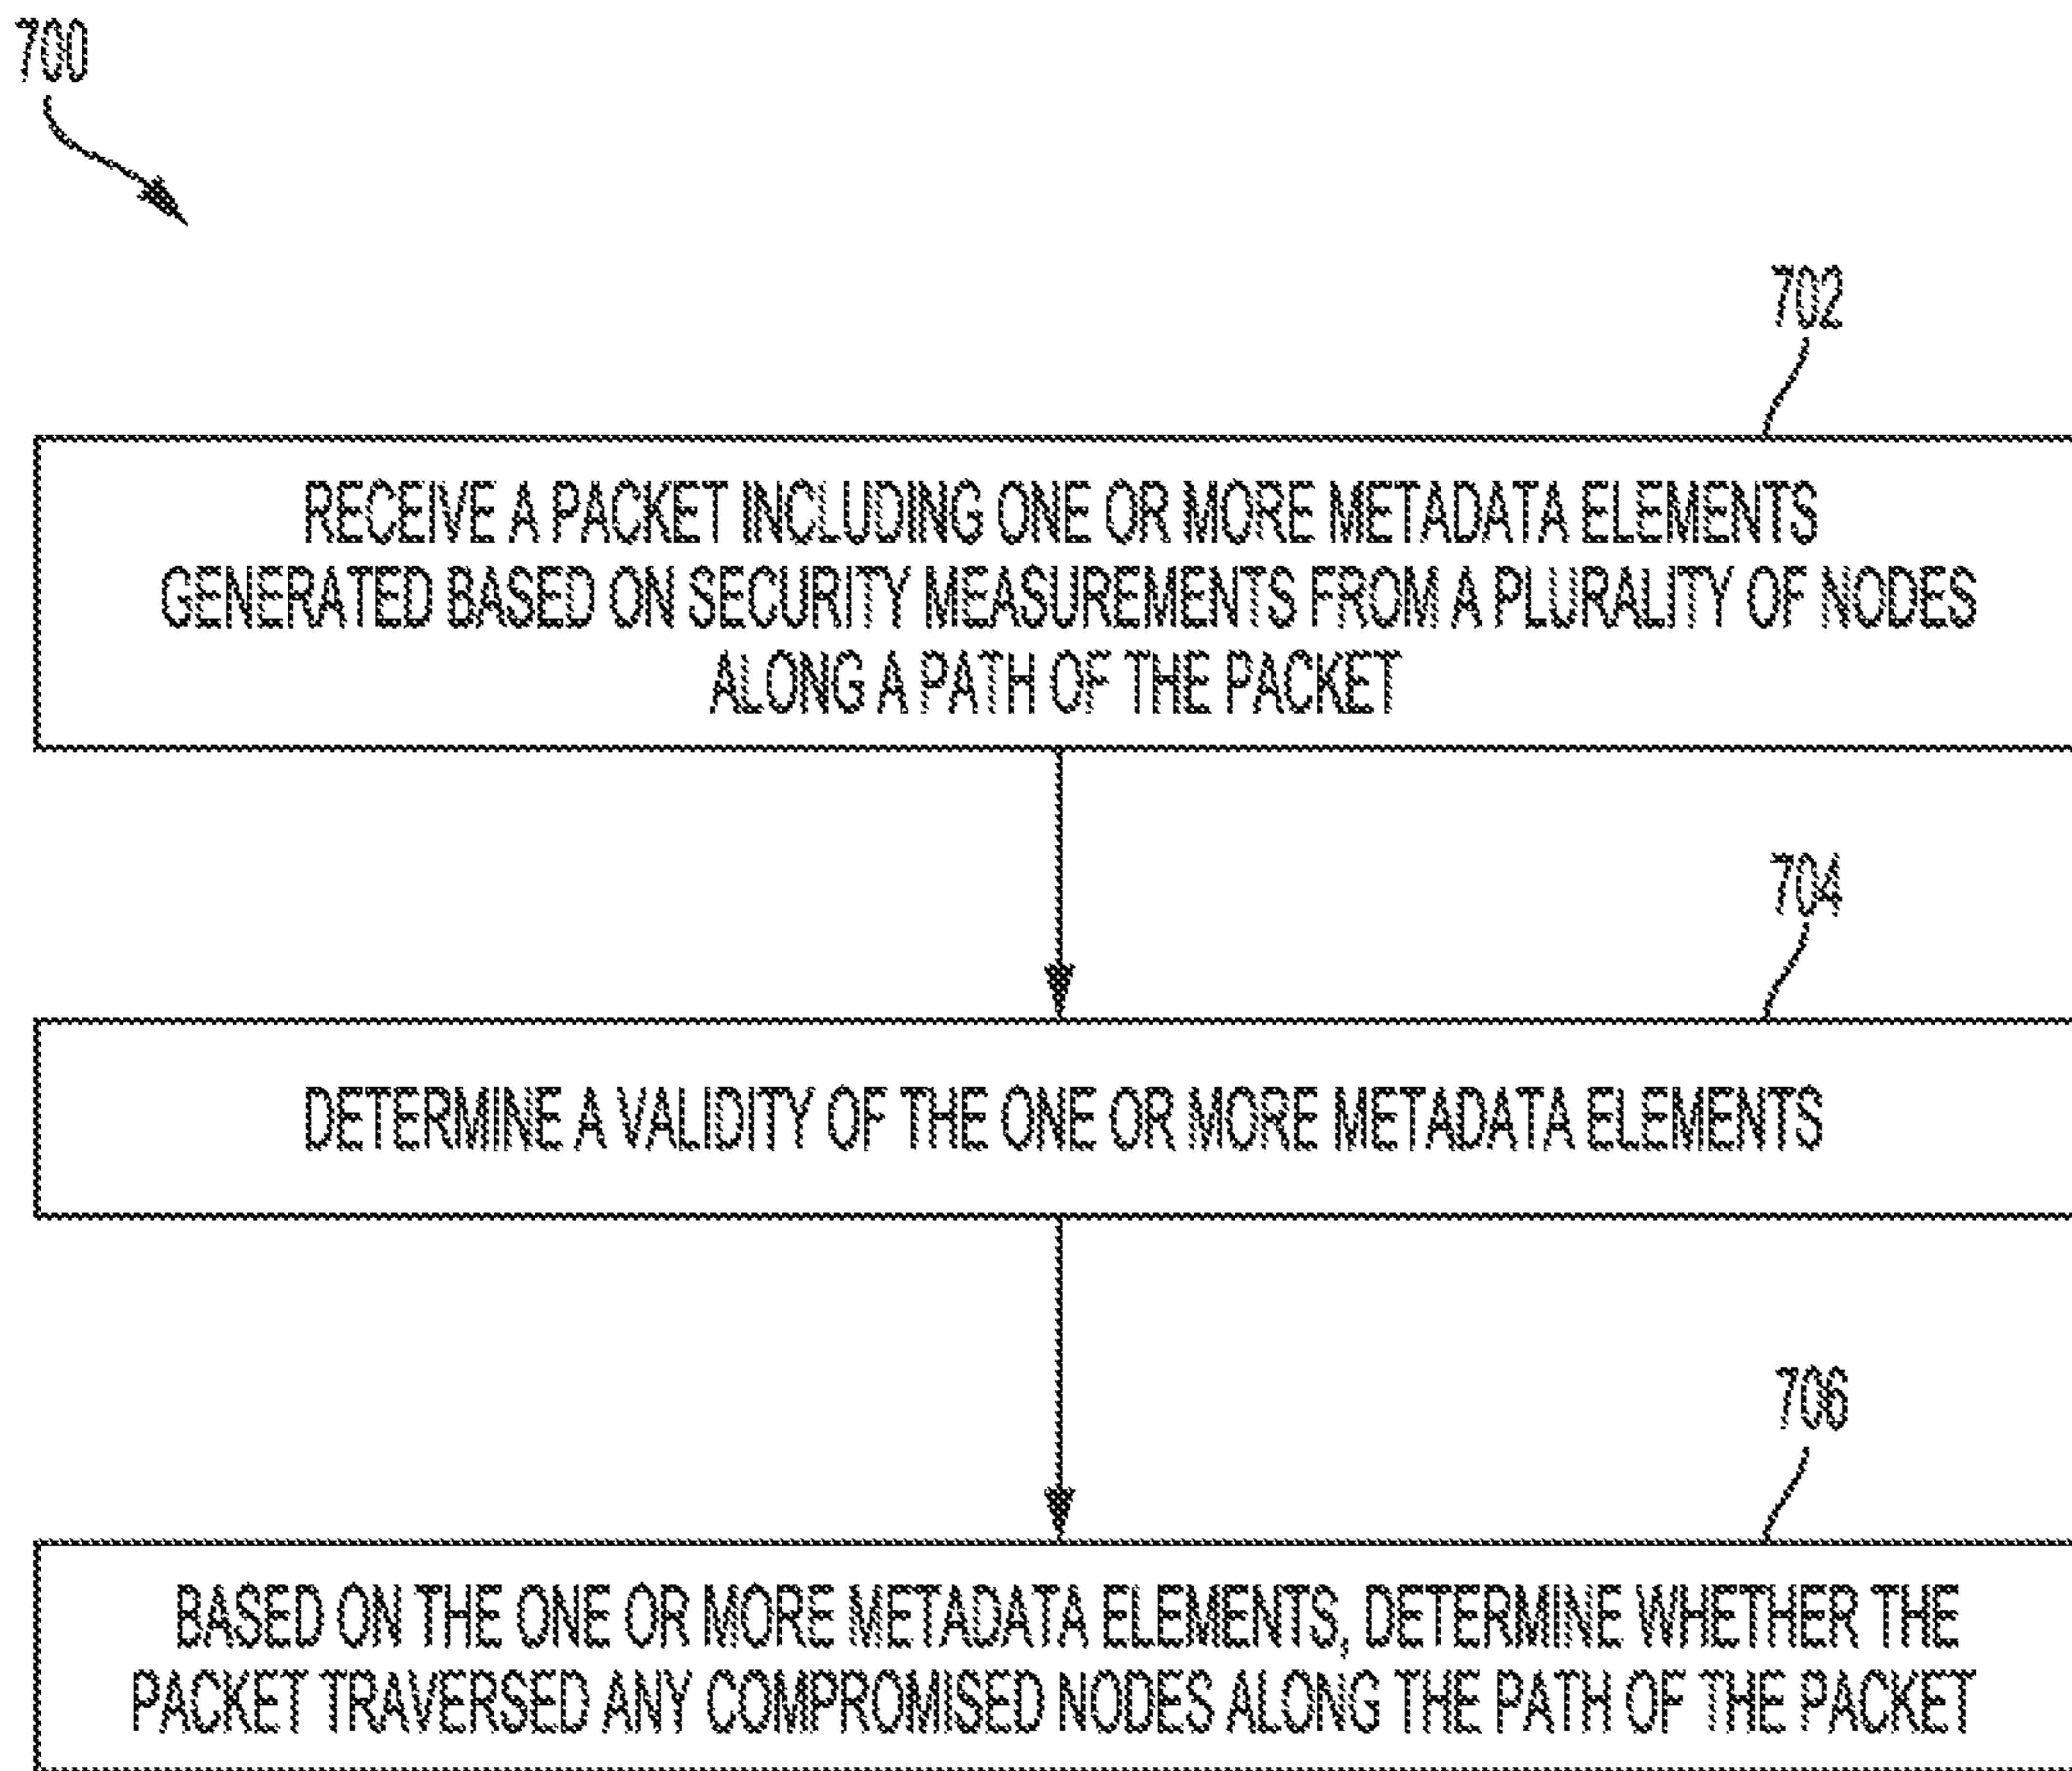 700
702
RECEIVE A PACKET INCLUDING ONE OR MORE METADATA ELEMENTS
GENERATED BASED ON SECURITY MEASUREMENTS FROM A PLURALITY OF NODES
ALONG A PATH OF THE PACKET
704
DETERMINE A VALIDITY OF THE ONE OR MORE METADATA ELEMENTS
706
BASED ON THE ONE OR MORE METADATA ELEMENTS, DETERMINE WHETHER THE
PACKET TRAVERSED ANY COMPROMISED NODES ALONG THE PATH OF THE PACKET